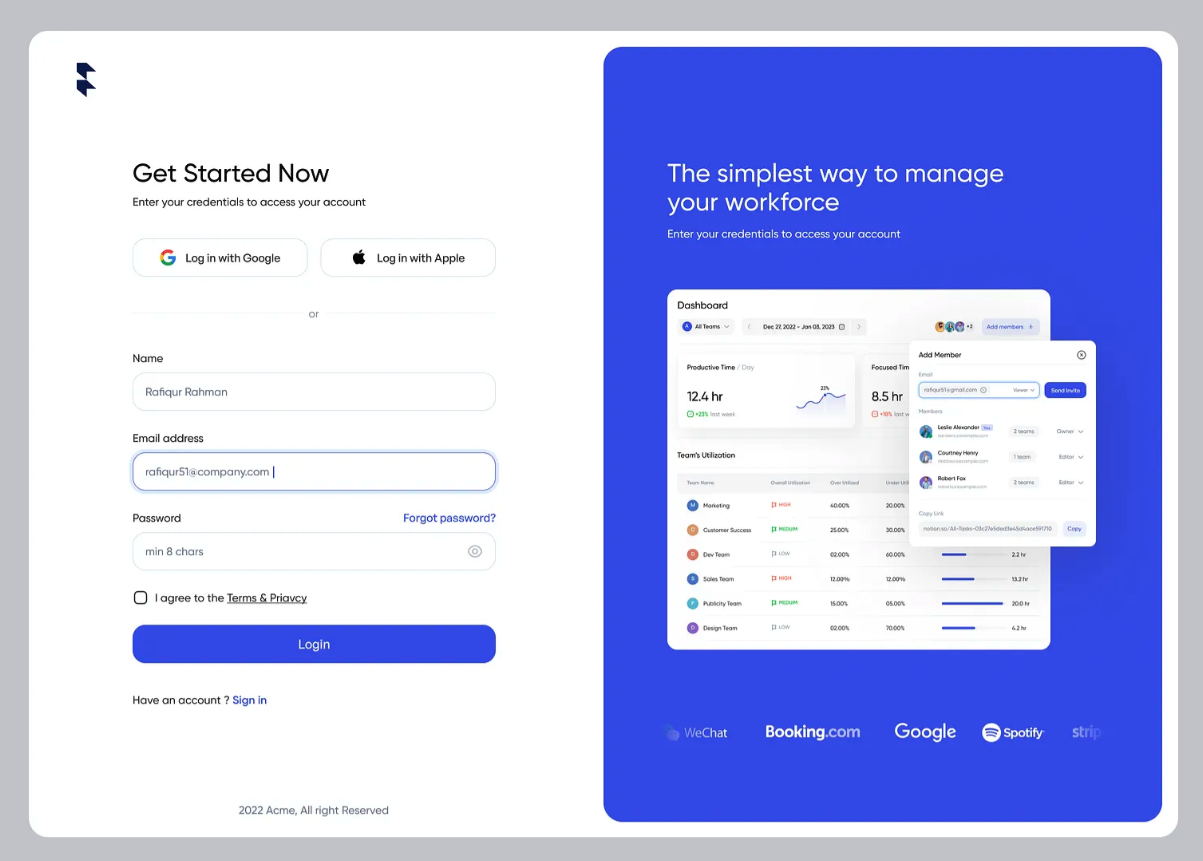 Get Started Now
Enter your credentials to access your account
Log in with Google
Log in with Apple
or
Name
Rafiqur Rahman
Email address
rafiqur51@company.com
Password
Forgot password?
min 8 chars
I agree to the Terms & Priavcy
Login
Have an account ? Sign in
2022 Acme, All right Reserved
The simplest way to manage
your workforce
Enter your credentials to access your account
Dashboard
All Teams
Dec 27, 2022 - Jan 03, 2023
+2
Add members +
Productive Time / Day
12.4 hr
+23% last week
23%
Focused Tim
8.5 hr
+18% last w
Team's Utilization
Team Name
Overall Utilization
Over Utilized
Under Util
M Marketing
HIGH
40.00%
20.00%
Customer Success
MEDIUM
25.00%
30.00%
Dev Team
LOW
02.00%
60.00%
2.2 hr
S Sales Team
HIGH
12.00%
12.00%
13.2 hr
P Publicity Team
MEDIUM
15.00%
05.00%
20.0 hr
D Design Team
LOW
02.00%
70.00%
4.2 hr
Add Member
Email
rafiqur51@gmail.com
Viewer
Send Invite
Members
Leslie Alexander You
2 teams
Owner
Courtney Henry
1 team
Editor
Robert Fox
2 teams
Editor
Copy Link
Copy
WeChat
Booking.com
Google
Spotify
strip